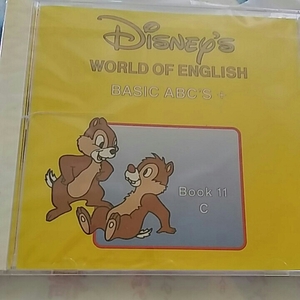 Disney's
WORLD OF ENGLISH
BASIC ABC'S +
Book 11
C